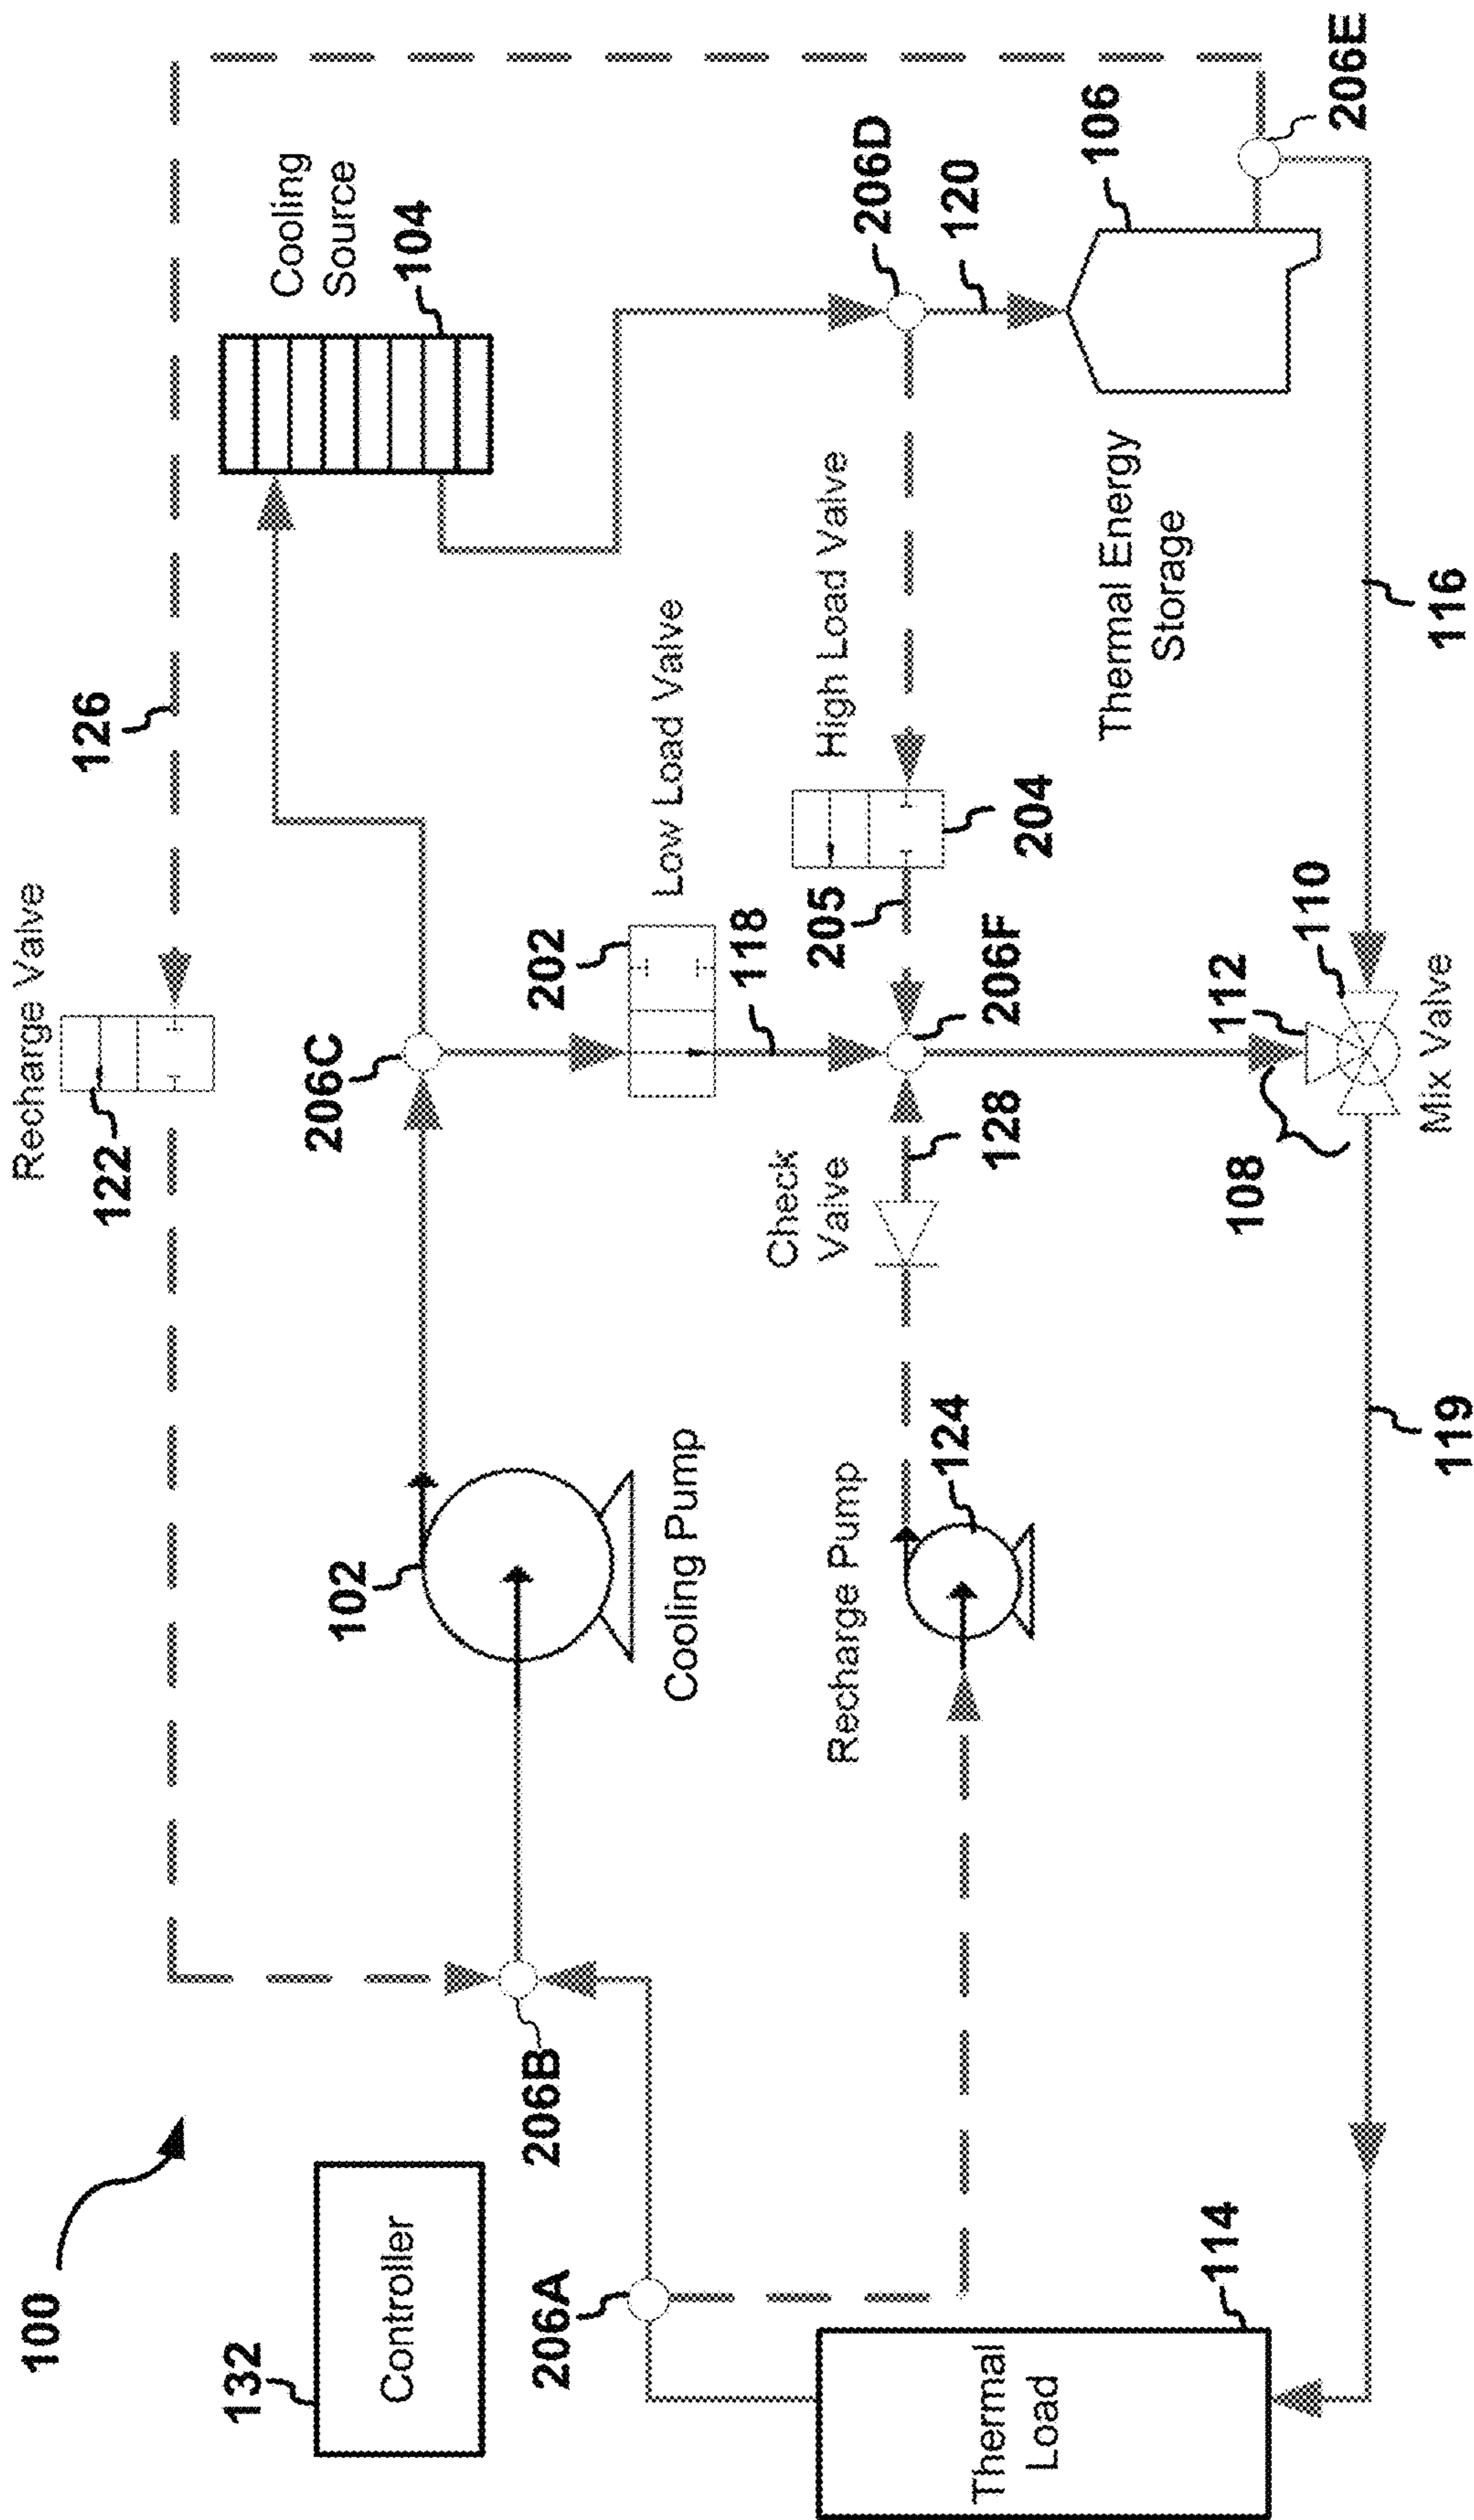 100
132
Controller
206A
206B
Thermal
Load
114
Recharge Valve
122
126
102
Cooling Pump
206C
Cooling
Source
104
202
Low Load Valve
118
Recharge Pump
124
Check
Valve
128
206F
205
204
High Load Valve
206D
120
106
206E
Thermal Energy
Storage
108
112
110
Mix Valve
116
119